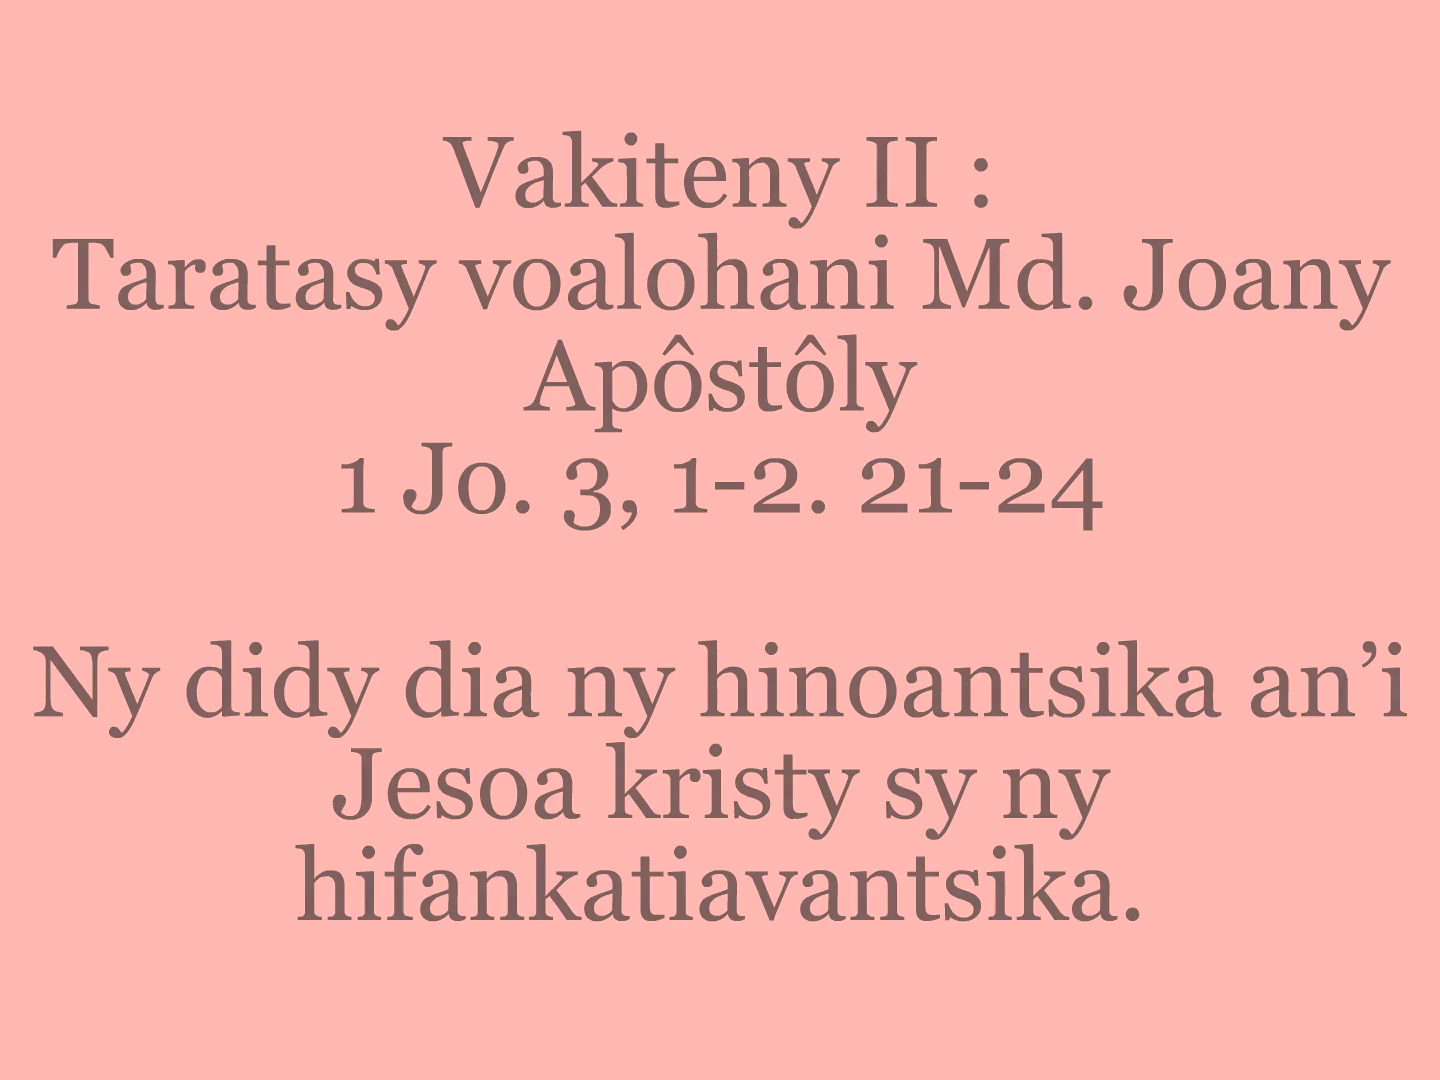 Vakiteny II :
Taratasy voalohani Md. Joany
Apôstôly
1 Jo. 3, 1-2. 21-24
Ny didy dia ny hinoantsika an’i
Jesoa kristy sy ny
hifankatiavantsika.